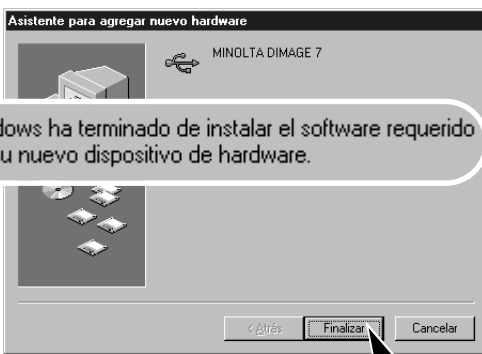 Asistente para agregar nuevo hardware
MINOLTA DIMAGE 7
dows ha terminado de instalar el software requerido
u nuevo dispositivo de hardware.
< Atrás
Finalizar
Cancelar